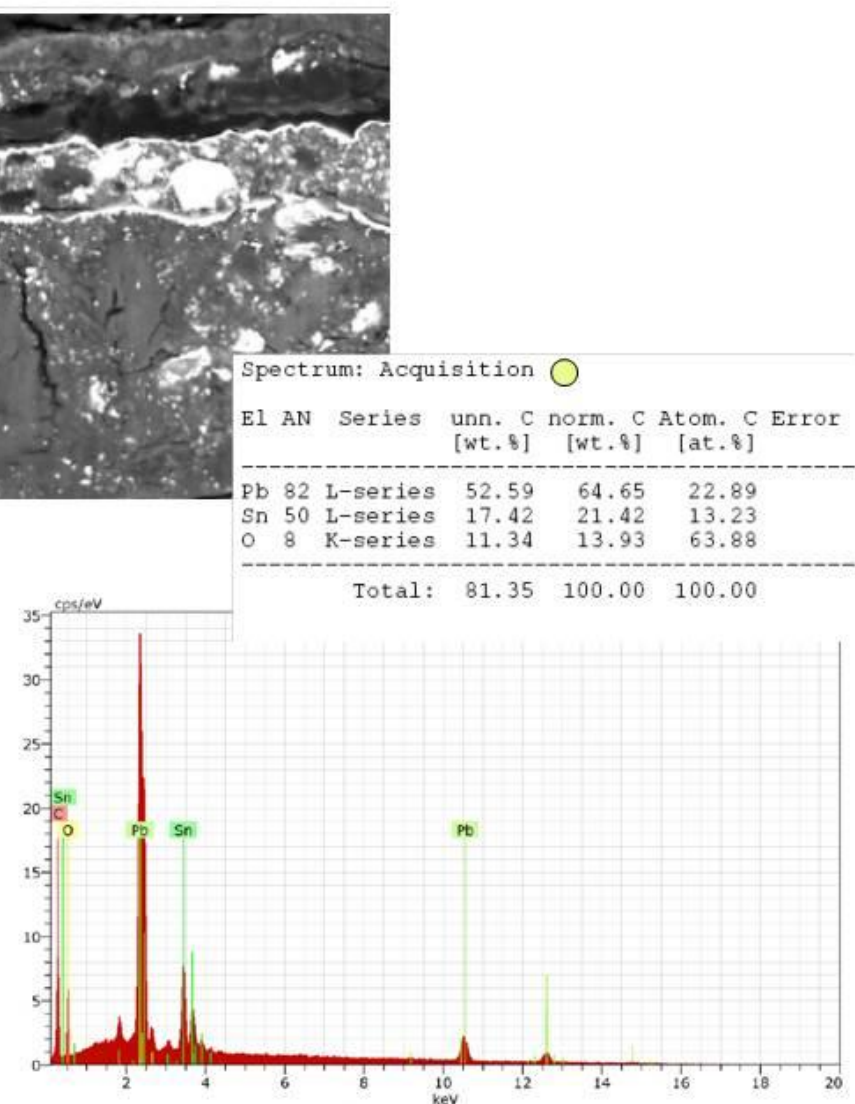 Spectrum: Acquisition
El AN Series unn. C norm. C Atom. C Error
[wt.%] [wt.%] [at.%]
Pb 82 L-series 52.59 64.65 22.89
Sn 50 L-series 17.42 21.42 13.23
O 8 K-series 11.34 13.93 63.88
Total: 81.35 100.00 100.00
cps/eV
35
30
25
20
15
10
5
0
Sn
C
O
Pb
Sn
Pb
2 4 6 8 10 12 14 16 18 20
keV